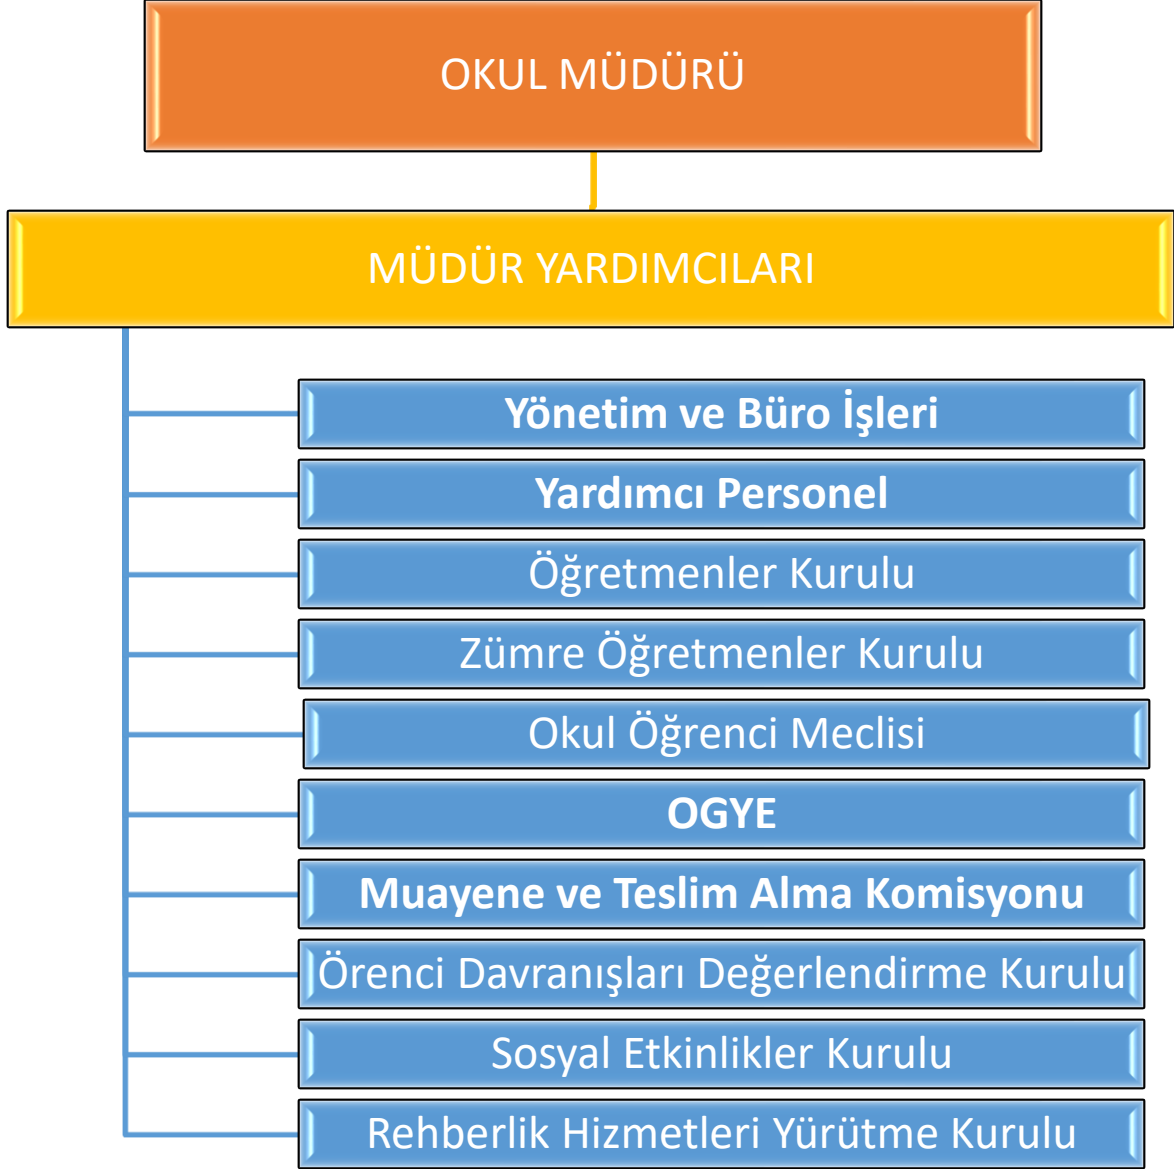 OKUL MÜDÜRÜ
MÜDÜR YARDIMCILARI
Yönetim ve Büro İşleri
Yardımcı Personel
Öğretmenler Kurulu
Zümre Öğretmenler Kurulu
Okul Öğrenci Meclisi
OGYE
Muayene ve Teslim Alma Komisyonu
Örenci Davranışları Değerlendirme Kurulu
Sosyal Etkinlikler Kurulu
Rehberlik Hizmetleri Yürütme Kurulu